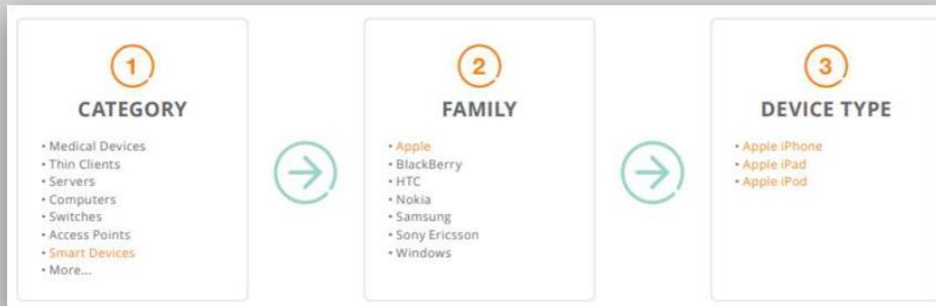 1
CATEGORY
• Medical Devices
• Thin Clients
• Servers
• Computers
• Switches
• Access Points
• Smart Devices
• More...
2
FAMILY
• Apple
• BlackBerry
• HTC
• Nokia
• Samsung
• Sony Ericsson
• Windows
3
DEVICE TYPE
• Apple iPhone
• Apple iPad
• Apple iPod